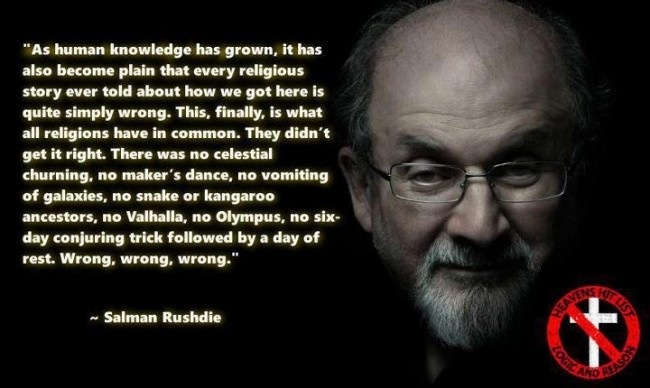 "As human knowledge has grown, it has
also become plain that every religious
story ever told about how we got here is
quite simply wrong. This, finally, is what
all religions have in common. They didn´t
get it right. There was no celestial
churning, no maker´s dance, no vomiting
of galaxies, no snake or kangaroo
ancestors, no Valhalla, no Olympus, no six-
day conjuring trick followed by a day of
rest. Wrong, wrong, wrong."
~ Salman Rushdie
HEAVENS HIT LIST
LOGIC AND REASON